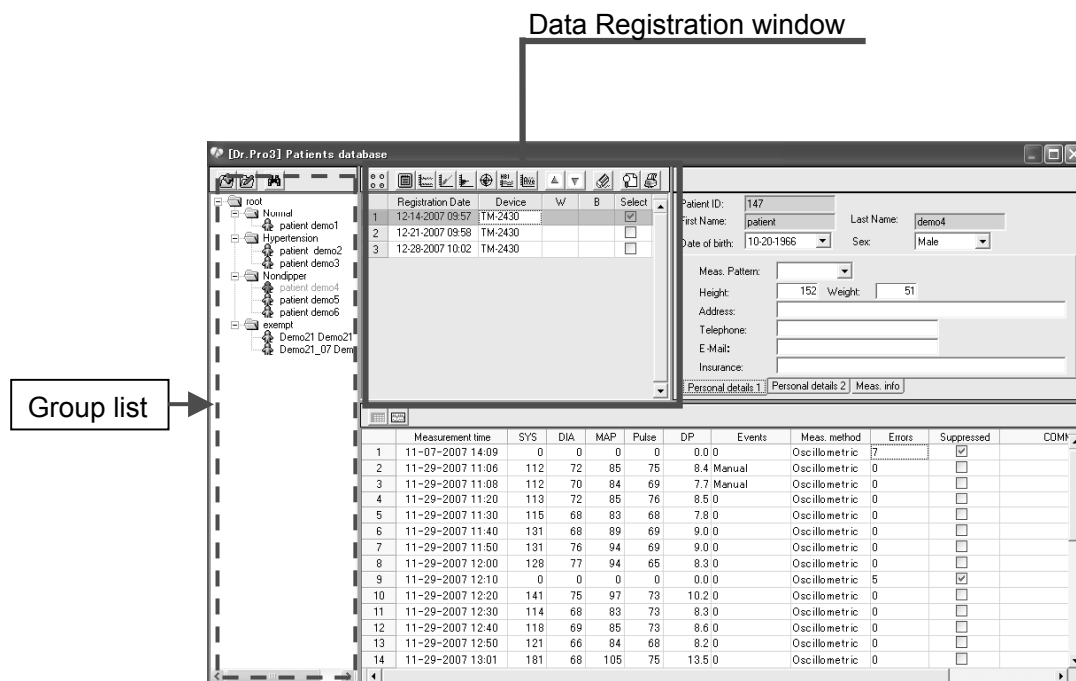 Data Registration window
[Dr.Pro3] Patients database
Group list
root
Normal
patient demo1
Hypertension
patient demo2
patient demo3
Nondipper
patient demo4
patient demo5
patient demo6
exempt
Demo21 Demo21
Demo21_07 Dem
Registration Date Device W B Select
1 12-14-2007 09:57 TM-2430
2 12-21-2007 09:58 TM-2430
3 12-28-2007 10:02 TM-2430
Patient ID: 147
First Name: patient Last Name: demo4
Date of birth: 10-20-1966 Sex: Male
Meas. Pattern:
Height: 152 Weight: 51
Address:
Telephone:
E-Mail:
Insurance:
Personal details 1 Personal details 2 Meas. info
Measurement time SYS DIA MAP Pulse DP Events Meas. method Errors Suppressed
1 11-07-2007 14:09 0 0 0 0 0.0 0 Oscillometric 7
2 11-29-2007 11:06 112 72 85 75 8.4 Manual Oscillometric 0
3 11-29-2007 11:08 112 70 84 69 7.7 Manual Oscillometric 0
4 11-29-2007 11:20 113 72 85 76 8.5 0 Oscillometric 0
5 11-29-2007 11:30 115 68 83 68 7.8 0 Oscillometric 0
6 11-29-2007 11:40 131 68 89 69 9.0 0 Oscillometric 0
7 11-29-2007 11:50 131 76 94 69 9.0 0 Oscillometric 0
8 11-29-2007 12:00 128 77 94 65 8.3 0 Oscillometric 0
9 11-29-2007 12:10 0 0 0 0 0.0 0 Oscillometric 5
10 11-29-2007 12:20 141 75 97 73 10.2 0 Oscillometric 0
11 11-29-2007 12:30 114 68 83 73 8.3 0 Oscillometric 0
12 11-29-2007 12:40 118 69 85 73 8.6 0 Oscillometric 0
13 11-29-2007 12:50 121 66 84 68 8.2 0 Oscillometric 0
14 11-29-2007 13:01 181 68 105 75 13.5 0 Oscillometric 0